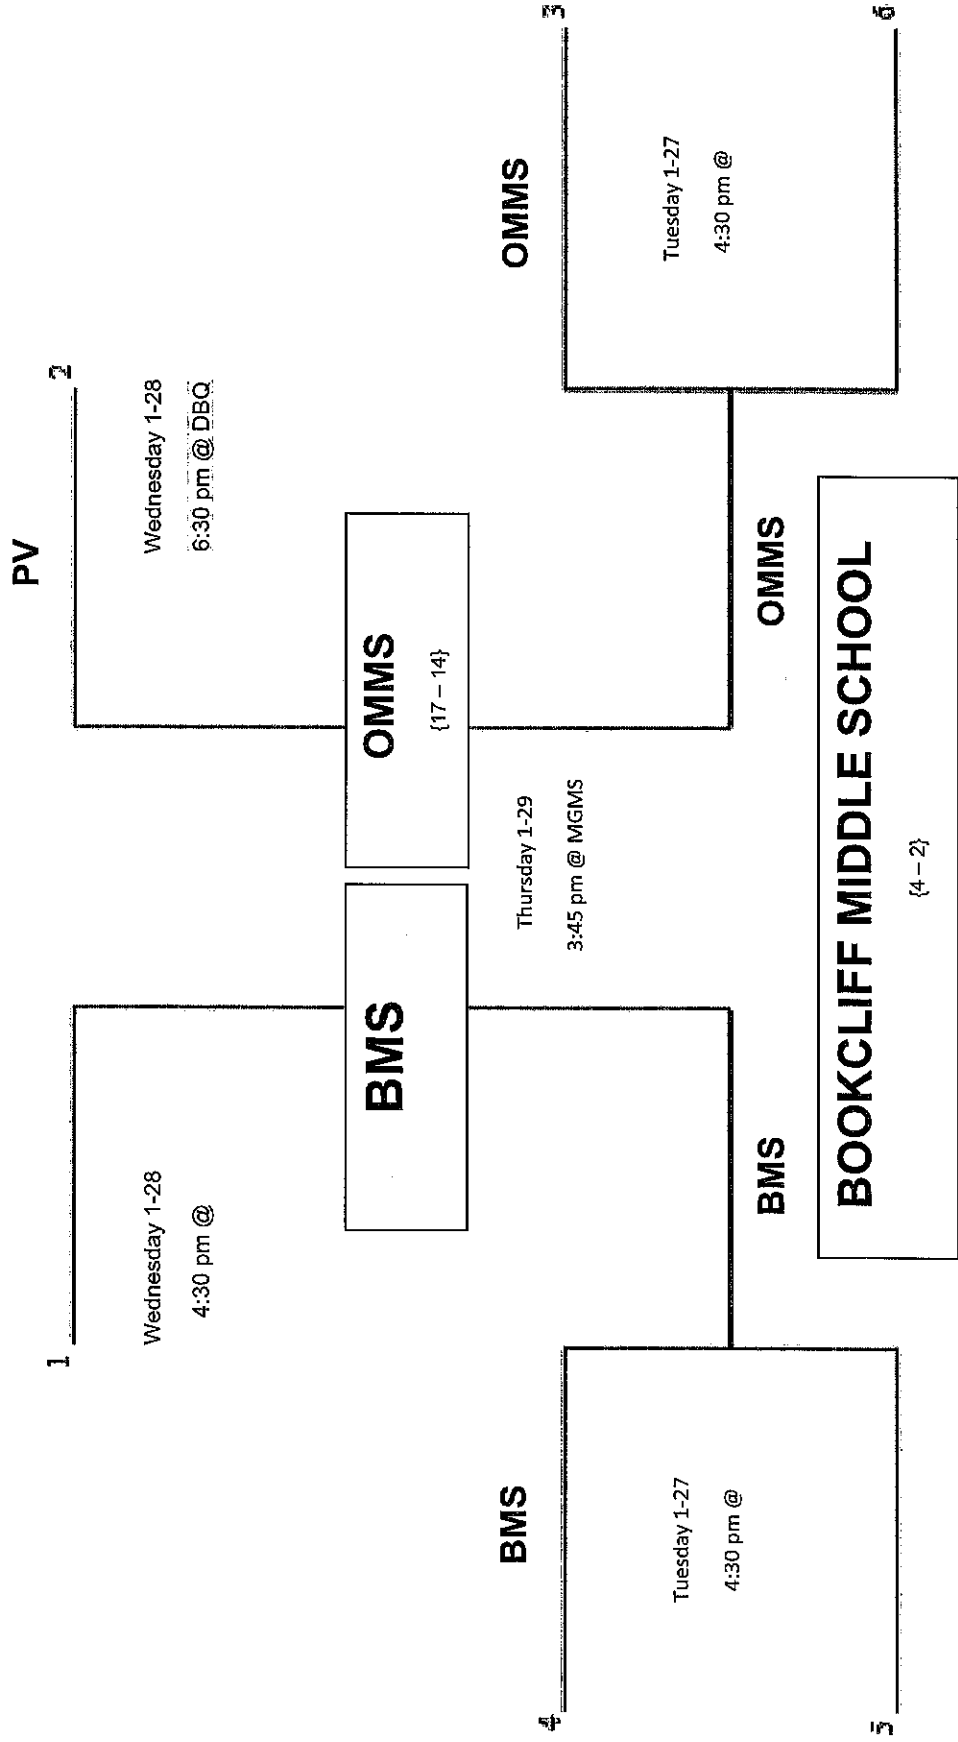 PV
1
2
Wednesday 1-28
4:30 pm @
Wednesday 1-28
6:30 pm @ DBQ
BMS
OMMS
{17 – 14}
BMS
OMMS
4
3
Thursday 1-29
3:45 pm @ MGMS
Tuesday 1-27
4:30 pm @
Tuesday 1-27
4:30 pm @
BMS
OMMS
5
6
BOOKCLIFF MIDDLE SCHOOL
{4 – 2}